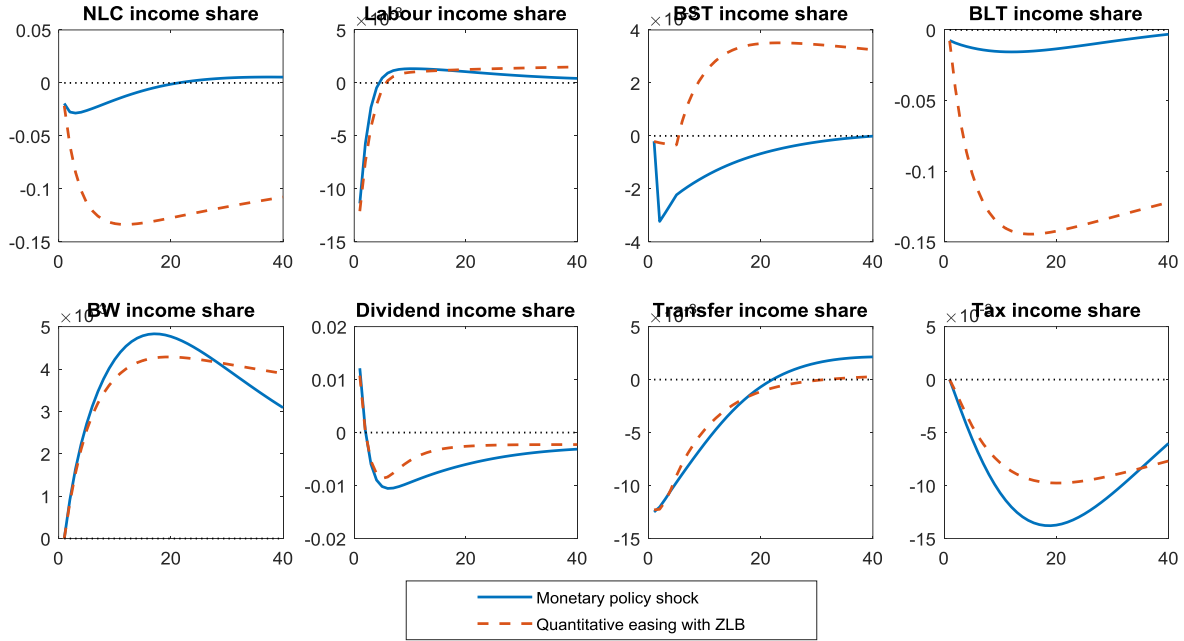 NLC income share
Labour income share
BST income share
BLT income share
×10
×10
0.05
0
-0.05
-0.1
-0.15
0 20 40
5
0
-5
-10
-15
0 20 40
4
2
0
-2
-4
0 20 40
0
-0.05
-0.1
-0.15
0 20 40
BW income share
Dividend income share
Transfer income share
Tax income share
×10
×10
×10
5
4
3
2
1
0
0 20 40
0.02
0.01
0
-0.01
-0.02
0 20 40
5
0
-5
-10
-15
0 20 40
5
0
-5
-10
-15
0 20 40
Monetary policy shock
Quantitative easing with ZLB